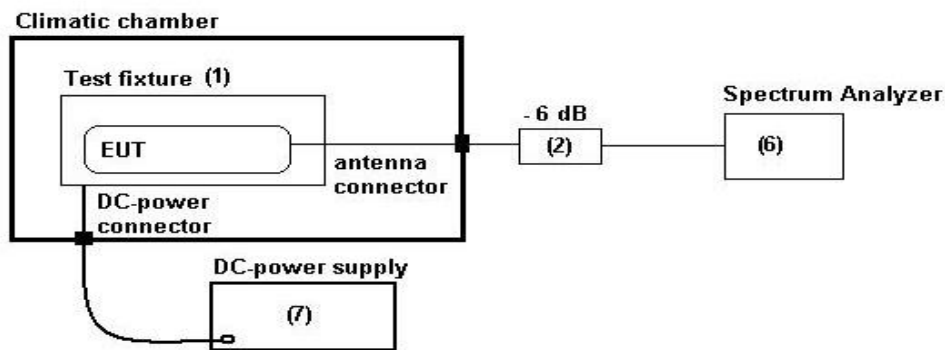 Climatic chamber
Test fixture (1)
EUT
antenna
connector
DC-power
connector
- 6 dB
(2)
Spectrum Analyzer
(6)
DC-power supply
(7)